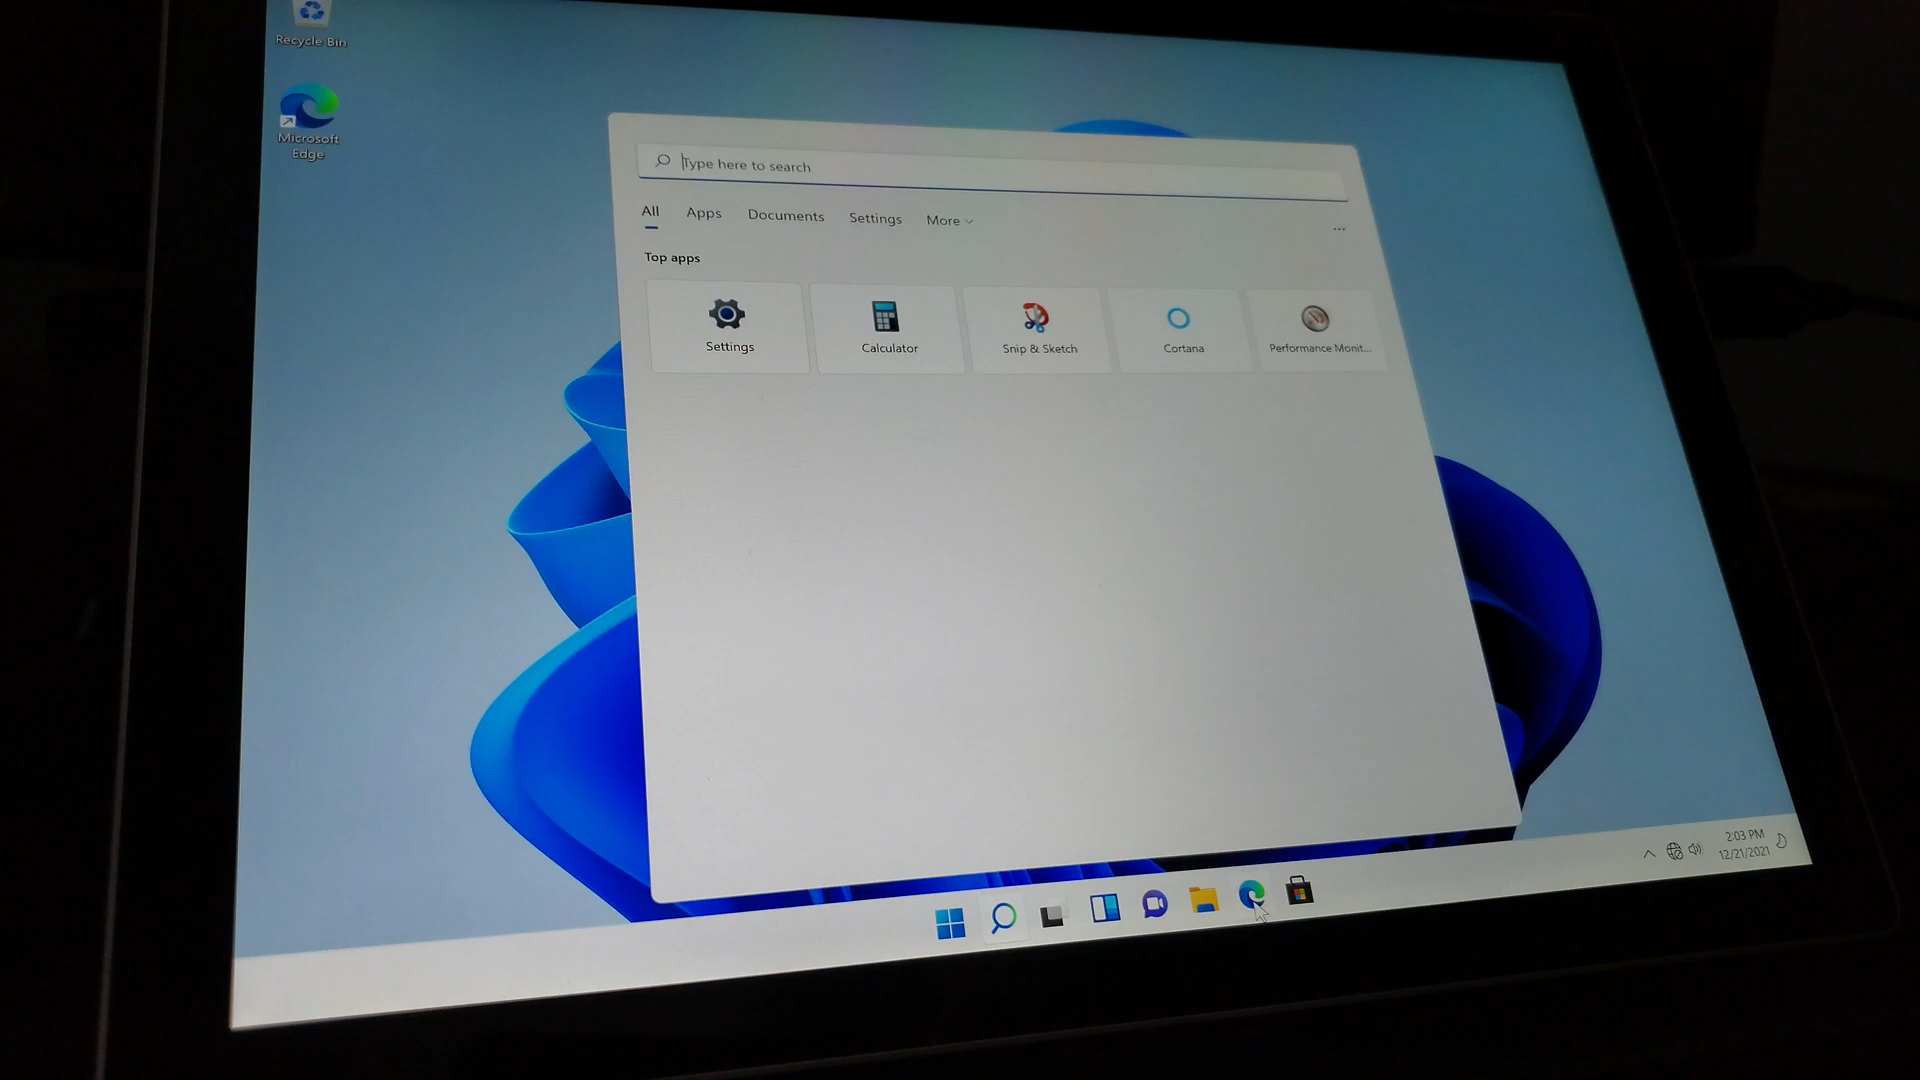 Recycle Bin
Microsoft
Edge
Type here to search
All Apps Documents Settings More
Top apps
Settings Calculator Snip & Sketch Cortana Performance Monit...
2:03 PM
12/21/2021